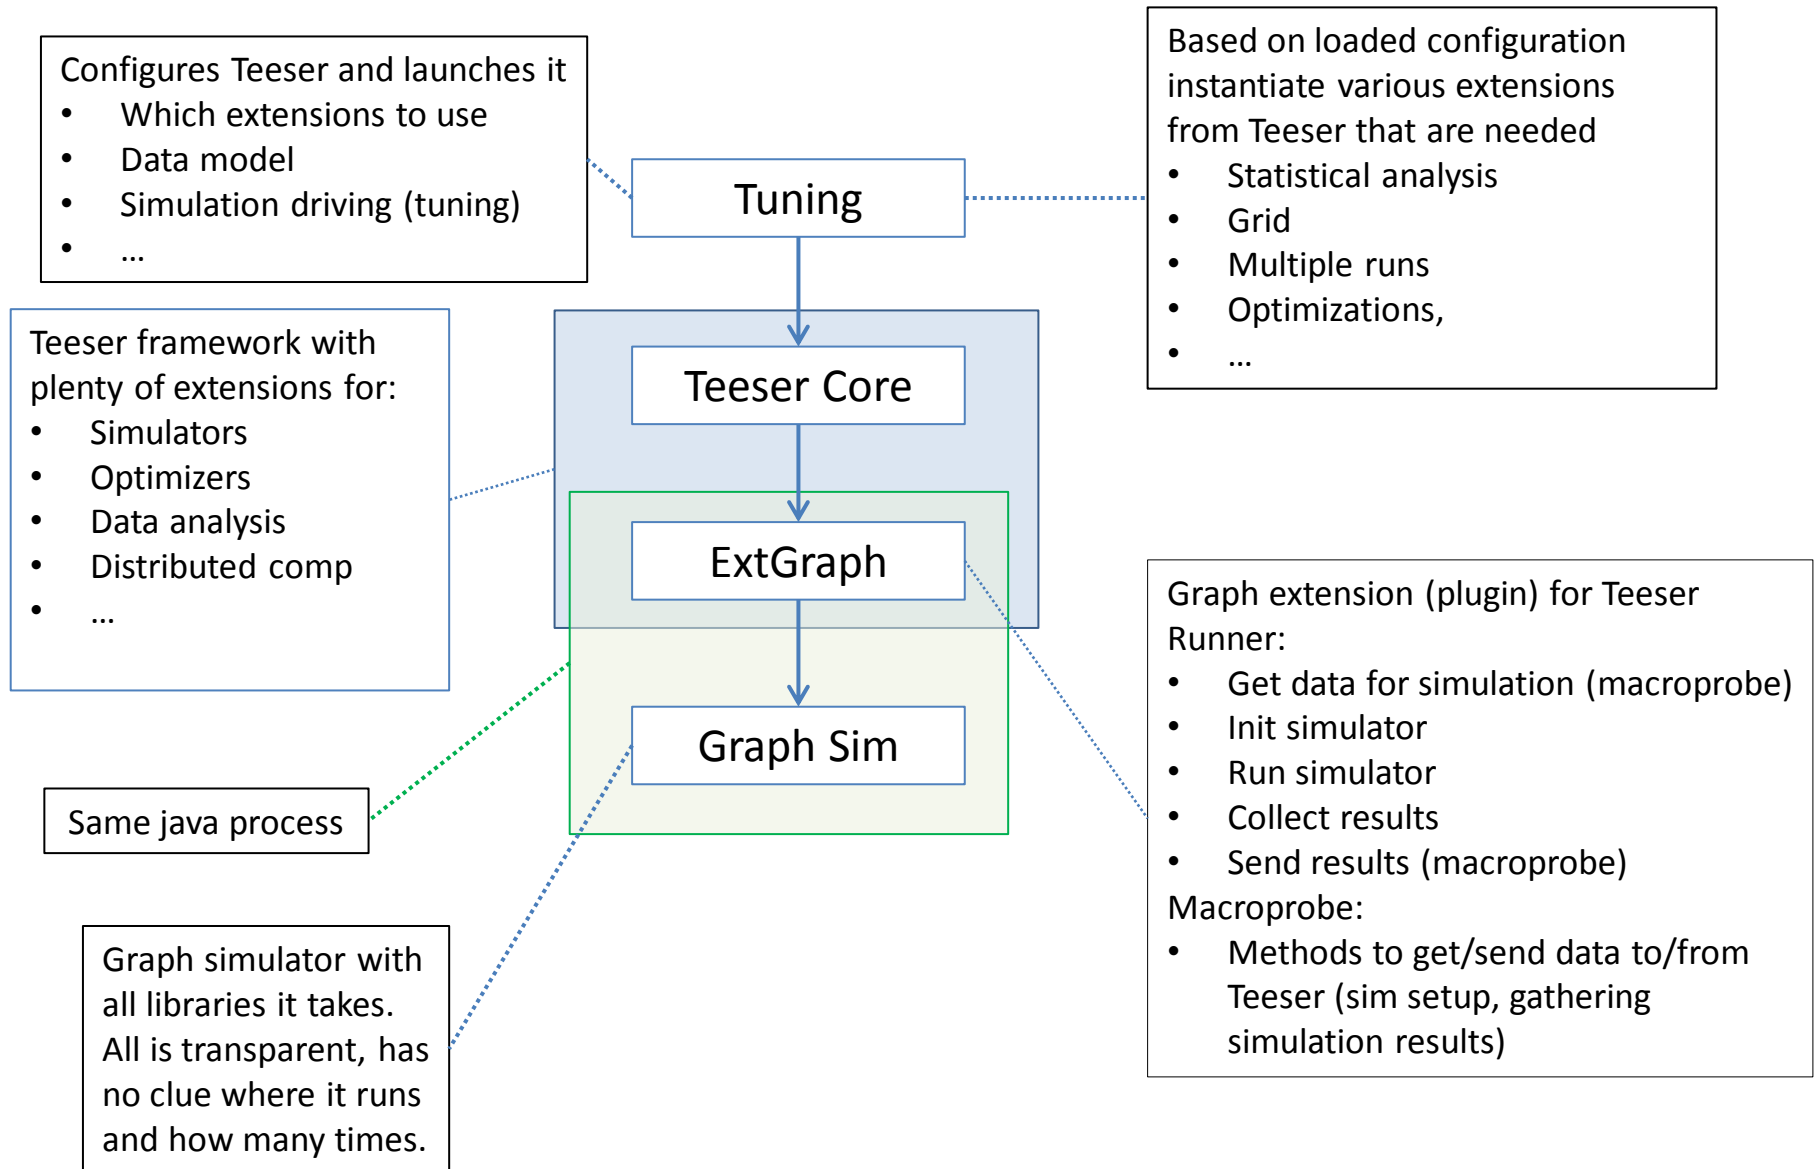 Configures Teeser and launches it
• Which extensions to use
• Data model
• Simulation driving (tuning)
• ...
Based on loaded configuration
instantiate various extensions
from Teeser that are needed
• Statistical analysis
• Grid
• Multiple runs
• Optimizations,
• ...
Tuning
Teeser framework with
plenty of extensions for:
• Simulators
• Optimizers
• Data analysis
• Distributed comp
• ...
Teeser Core
ExtGraph
Graph Sim
Graph extension (plugin) for Teeser
Runner:
• Get data for simulation (macroprobe)
• Init simulator
• Run simulator
• Collect results
• Send results (macroprobe)
Macroprobe:
• Methods to get/send data to/from
Teeser (sim setup, gathering
simulation results)
Same java process
Graph simulator with
all libraries it takes.
All is transparent, has
no clue where it runs
and how many times.